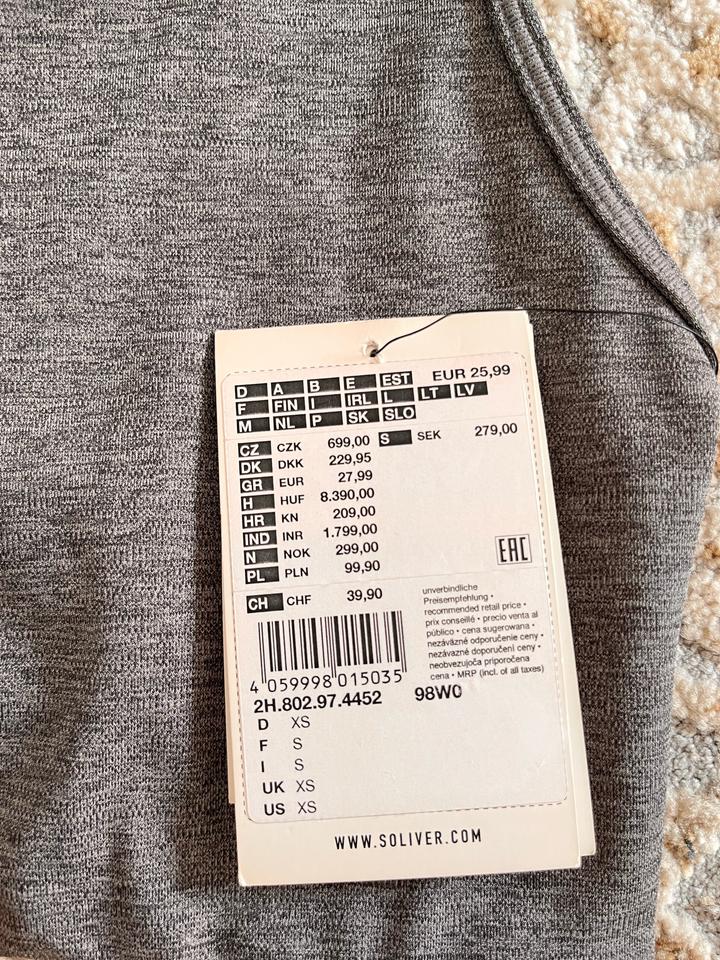 D A B E EST EUR 25,99
F FIN I IRL L LT LV
M NL P SK SLO
CZ CZK 699,00 S SEK 279,00
DK DKK 229,95
GR EUR 27,99
H HUF 8.390,00
HR KN 209,00
IND INR 1.799,00
N NOK 299,00
PL PLN 99,90
EAC
CH CHF 39,90
unverbindliche
Preisempfehlung •
recommended retail price •
prix conseillé • precio venta al
público • cena sugerowana •
nezáväzné odporučenie ceny •
nezávazné doporučení ceny •
neobvezujoča priporočena
cena • MRP (incl. of all taxes)
4 059998 015035
2H.802.97.4452 98W0
D XS
F S
I S
UK XS
US XS
WWW.SOLIVER.COM